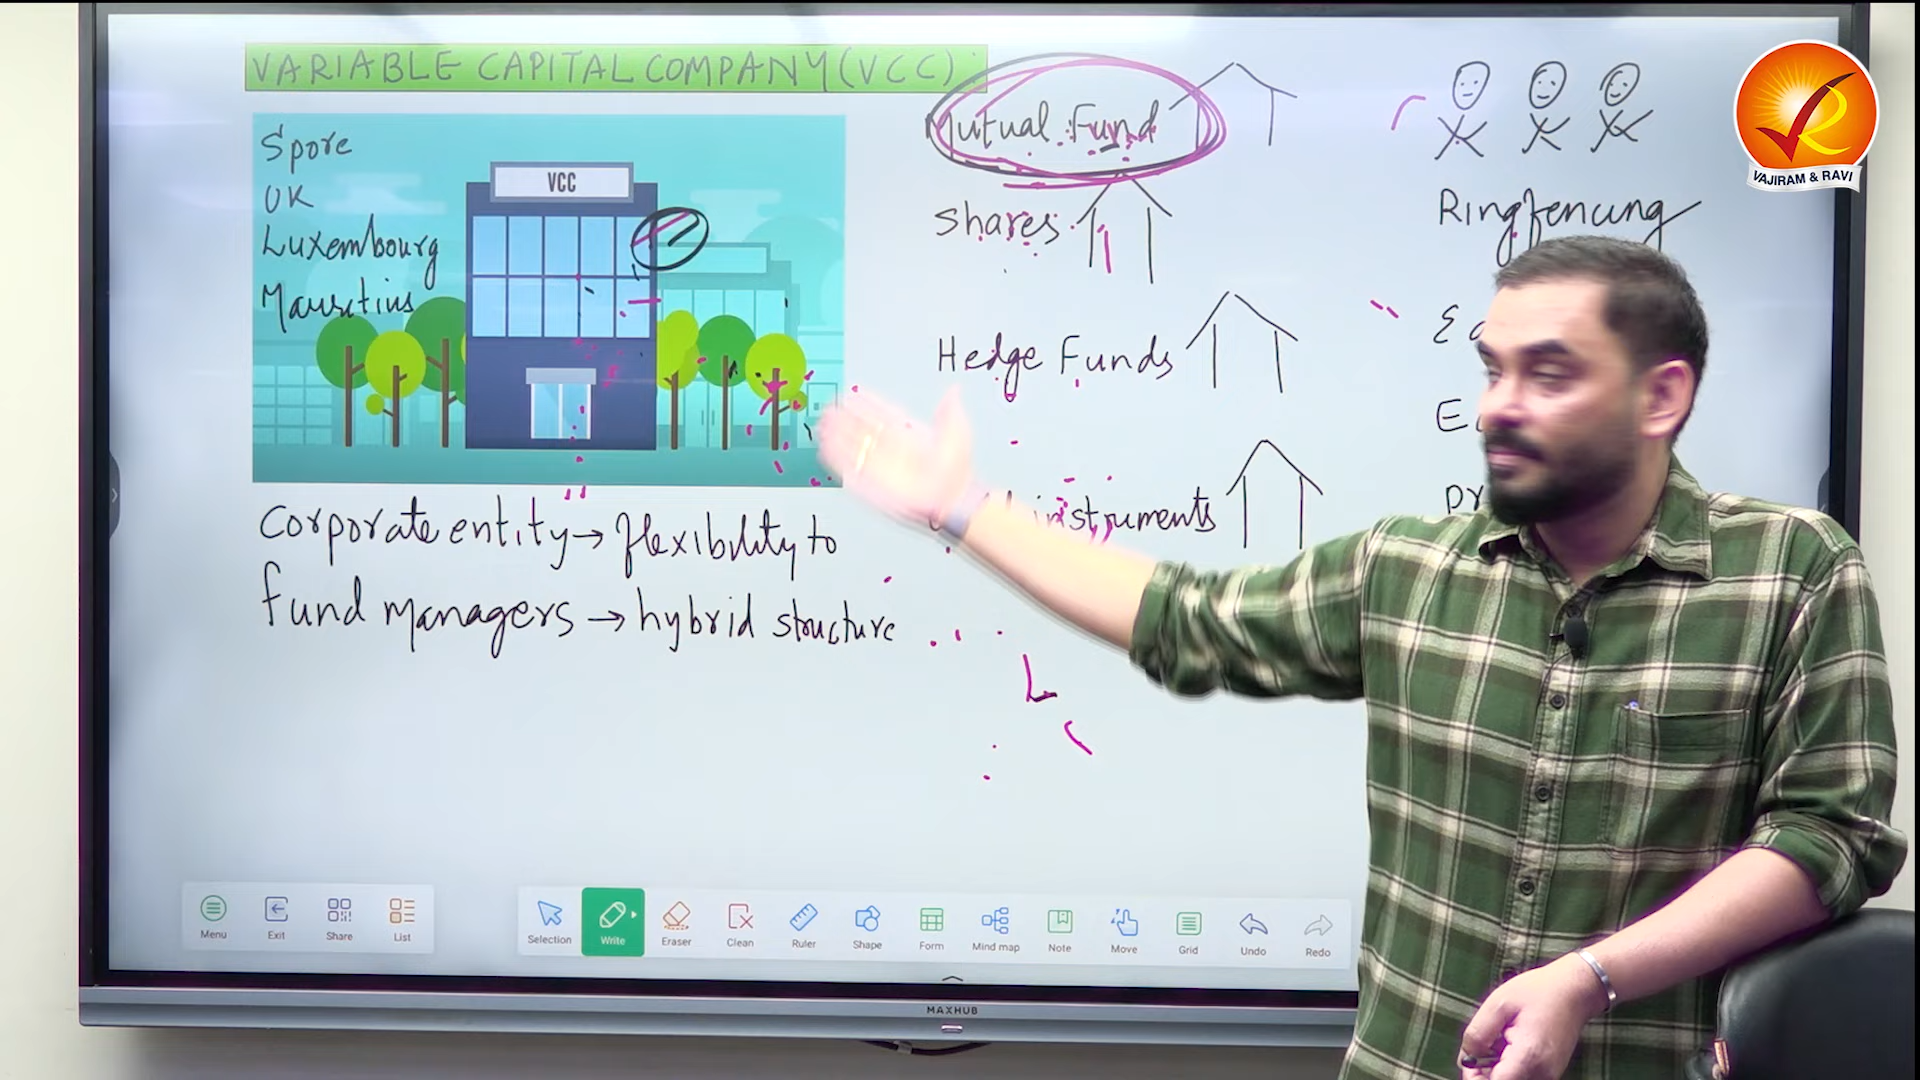 VARIABLE CAPITAL COMPANY (VCC):
Spore
UK
Luxembourg
Mauritius
VCC
Corporate entity → flexibility to
fund managers → hybrid structure
Mutual Fund
Shares
Hedge Funds
instruments
Ringfencing
VAJIRAM & RAVI
Menu
Exit
Share
List
Selection
Write
Eraser
Clean
Ruler
Shape
Form
Mind map
Note
Move
Grid
Undo
Redo
MAXHUB